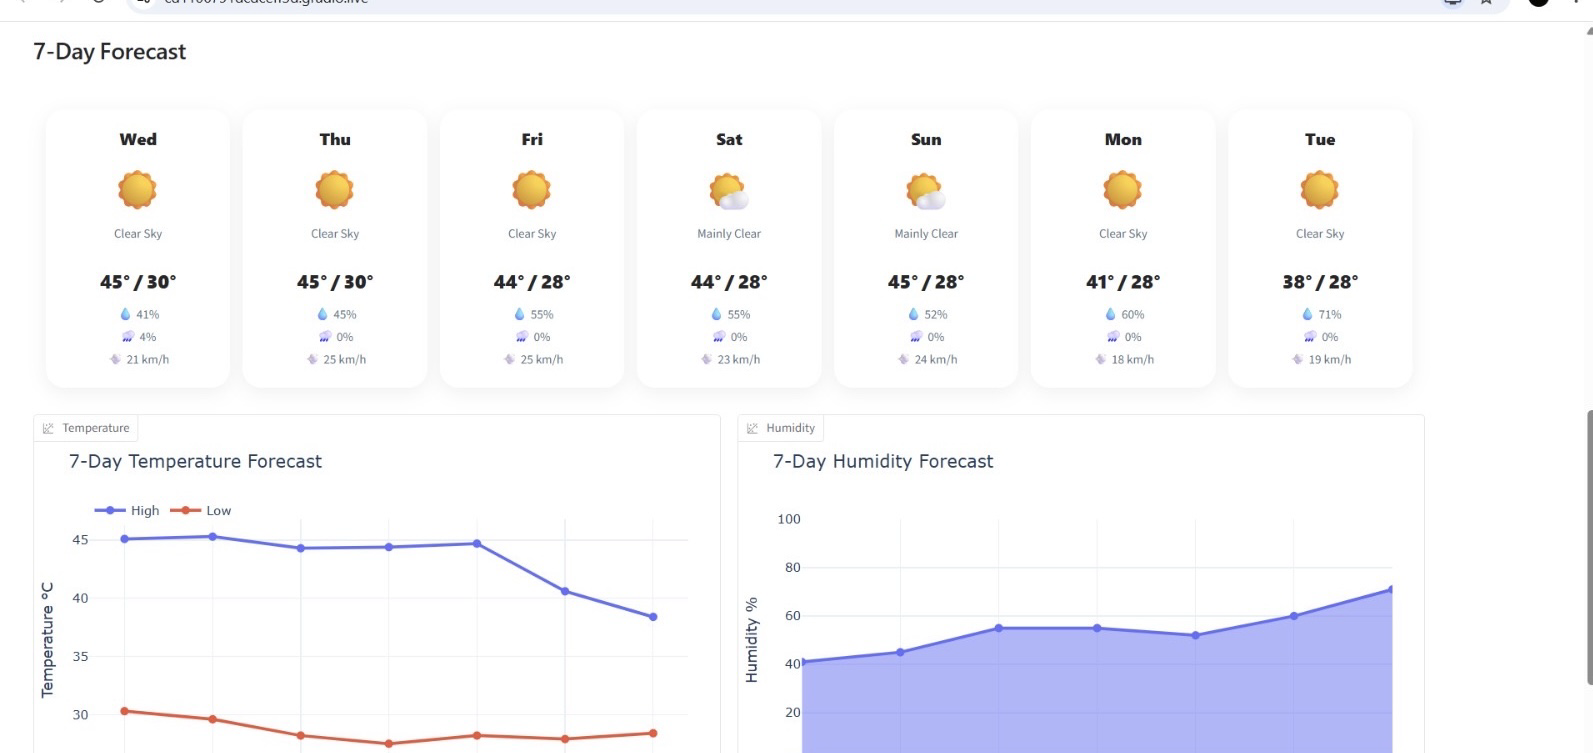 7-Day Forecast
Wed Thu Fri Sat Sun Mon Tue
Clear Sky Clear Sky Clear Sky Mainly Clear Mainly Clear Clear Sky Clear Sky
45° / 30° 45° / 30° 44° / 28° 44° / 28° 45° / 28° 41° / 28° 38° / 28°
41% 45% 55% 55% 52% 60% 71%
4% 0% 0% 0% 0% 0% 0%
21 km/h 25 km/h 25 km/h 23 km/h 24 km/h 18 km/h 19 km/h
Temperature
7-Day Temperature Forecast
High Low
45
40
35
30
Temperature °C
Humidity
7-Day Humidity Forecast
100
80
60
40
20
Humidity %